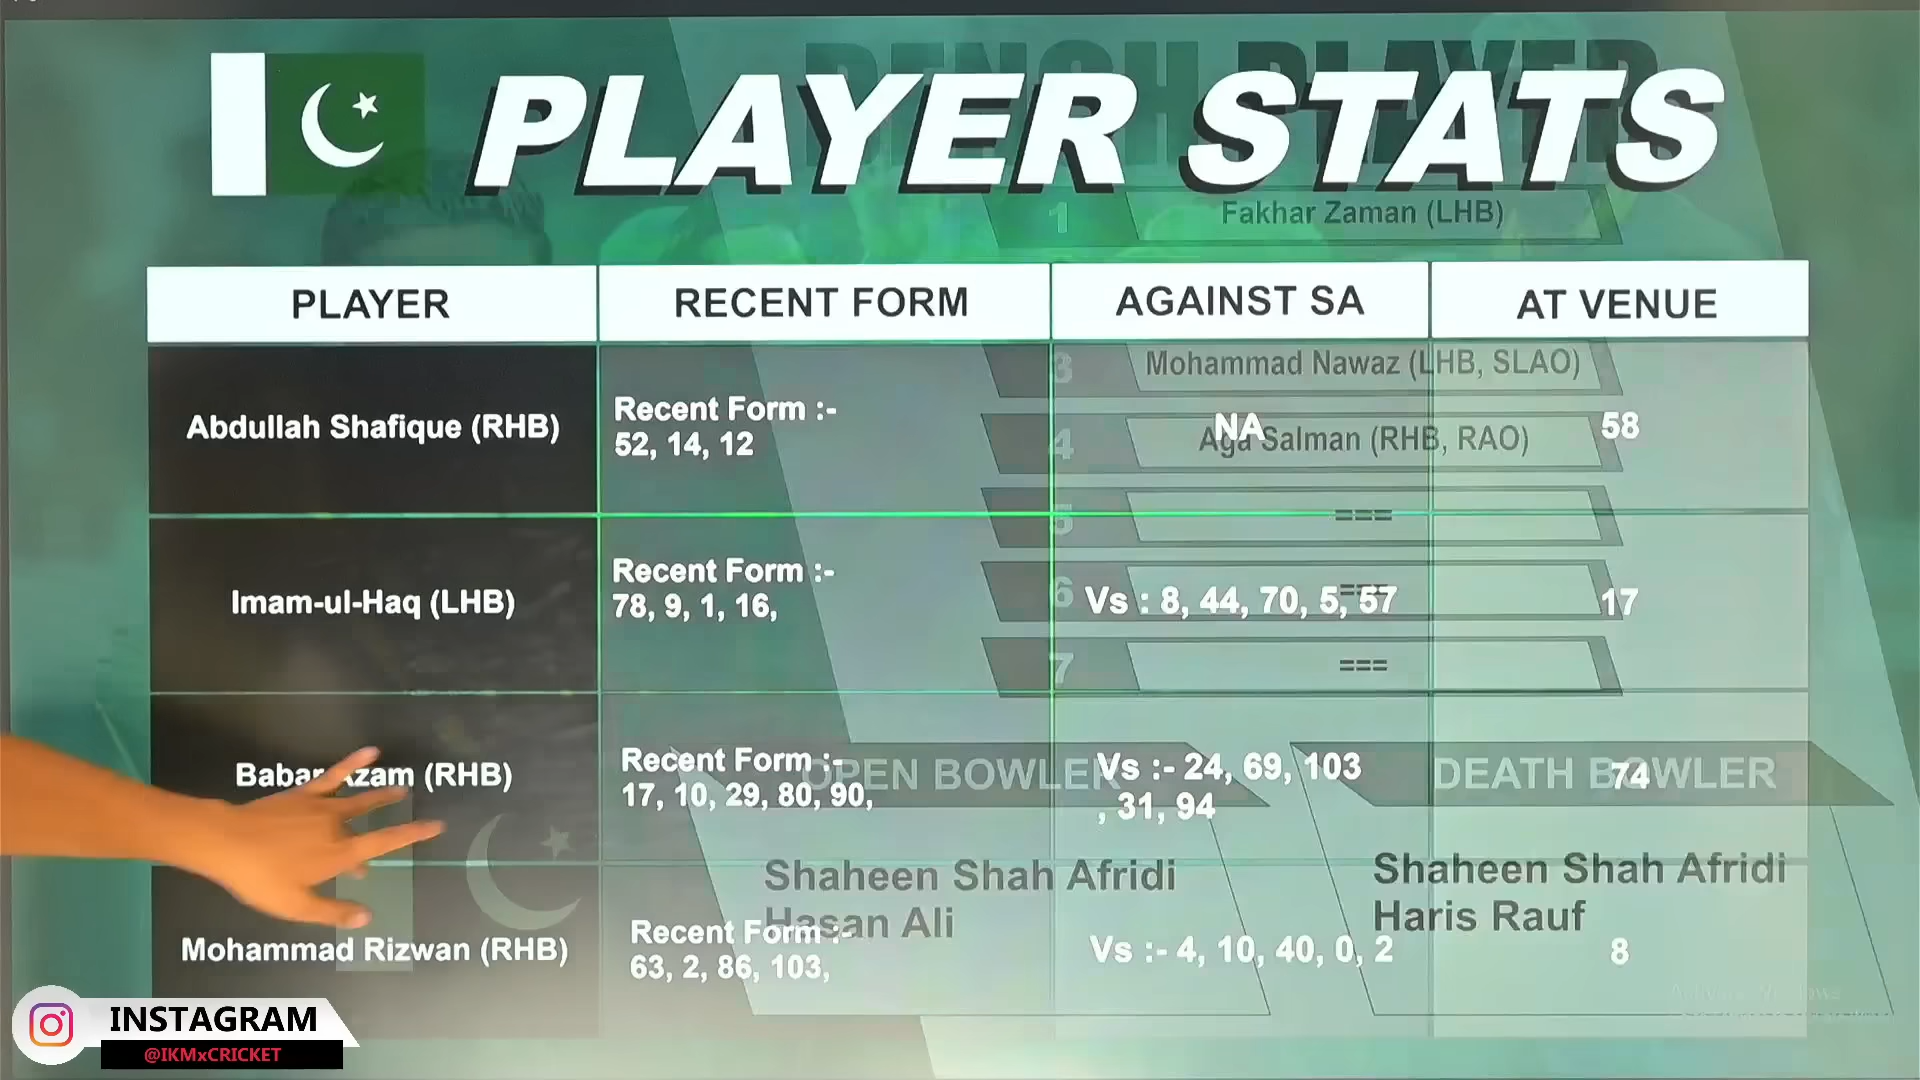 BENCH PLAYER
PLAYER STATS
1
Fakhar Zaman (LHB)
PLAYER
RECENT FORM
AGAINST SA
AT VENUE
3
Mohammad Nawaz (LHB, SLAO)
Abdullah Shafique (RHB)
Recent Form :-
52, 14, 12
NA
58
4
Aga Salman (RHB, RAO)
5
===
Imam-ul-Haq (LHB)
Recent Form :-
78, 9, 1, 16,
6
===
Vs : 8, 44, 70, 5, 57
17
7
===
Babar Azam (RHB)
Recent Form :-
17, 10, 29, 80, 90,
Vs :- 24, 69, 103
, 31, 94
74
OPEN BOWLER
DEATH BOWLER
Shaheen Shah Afridi
Hasan Ali
Shaheen Shah Afridi
Haris Rauf
Mohammad Rizwan (RHB)
Recent Form :-
63, 2, 86, 103,
Vs :- 4, 10, 40, 0, 2
8
INSTAGRAM
@IKMxCRICKET